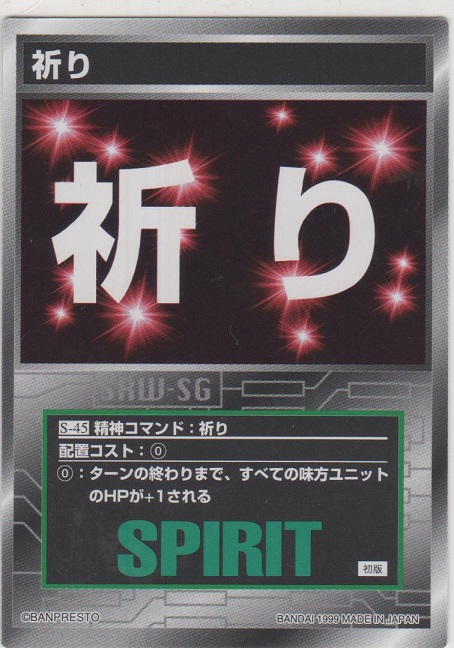 祈り
祈り
SRW-SG
S-45 精神コマンド：祈り
配置コスト：⓪
⓪：ターンの終わりまで、すべての味方ユニット
のHPが+1される
SPIRIT
初版
©BANPRESTO
BANDAI 1999 MADE IN JAPAN